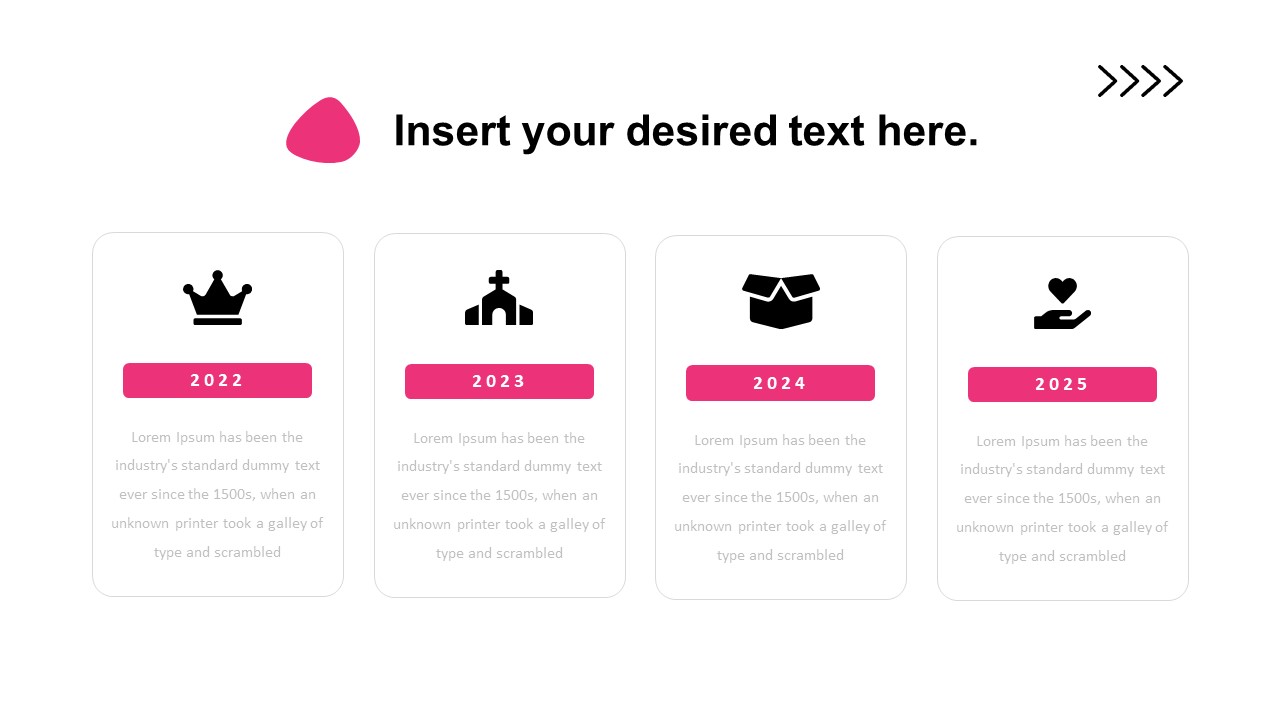 Insert your desired text here.
2022
Lorem Ipsum has been the
industry's standard dummy text
ever since the 1500s, when an
unknown printer took a galley of
type and scrambled
2023
Lorem Ipsum has been the
industry's standard dummy text
ever since the 1500s, when an
unknown printer took a galley of
type and scrambled
2024
Lorem Ipsum has been the
industry's standard dummy text
ever since the 1500s, when an
unknown printer took a galley of
type and scrambled
2025
Lorem Ipsum has been the
industry's standard dummy text
ever since the 1500s, when an
unknown printer took a galley of
type and scrambled